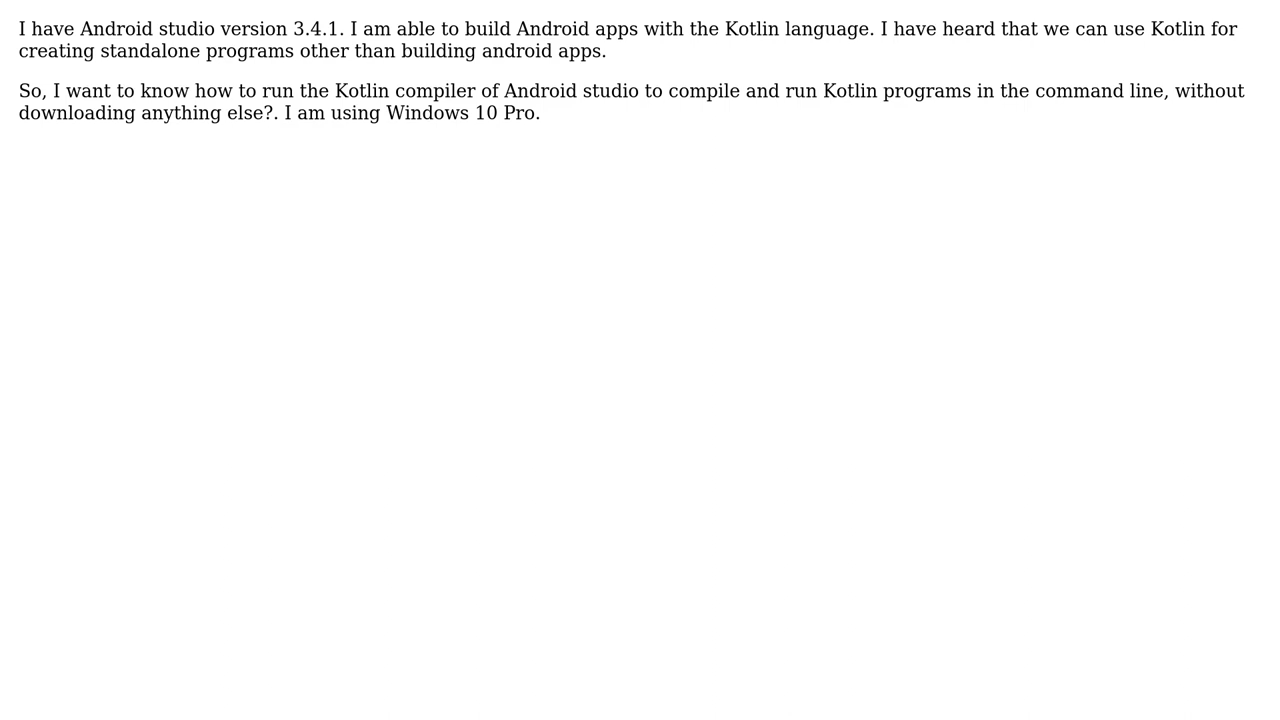 I have Android studio version 3.4.1. I am able to build Android apps with the Kotlin language. I have heard that we can use Kotlin for
creating standalone programs other than building android apps.
So, I want to know how to run the Kotlin compiler of Android studio to compile and run Kotlin programs in the command line, without
downloading anything else?. I am using Windows 10 Pro.